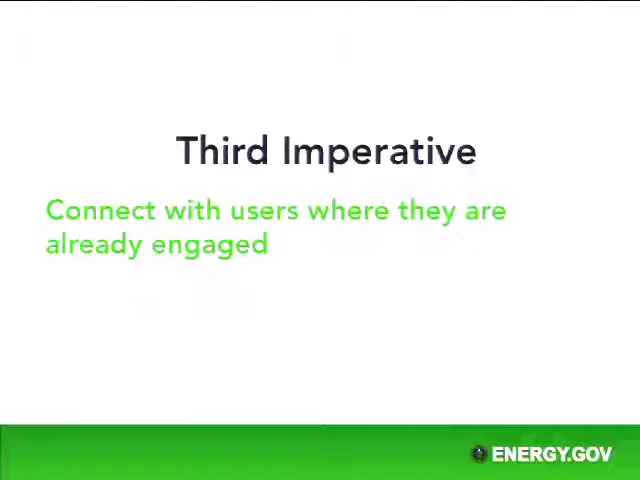 Third Imperative
Connect with users where they are
already engaged
ENERGY.GOV